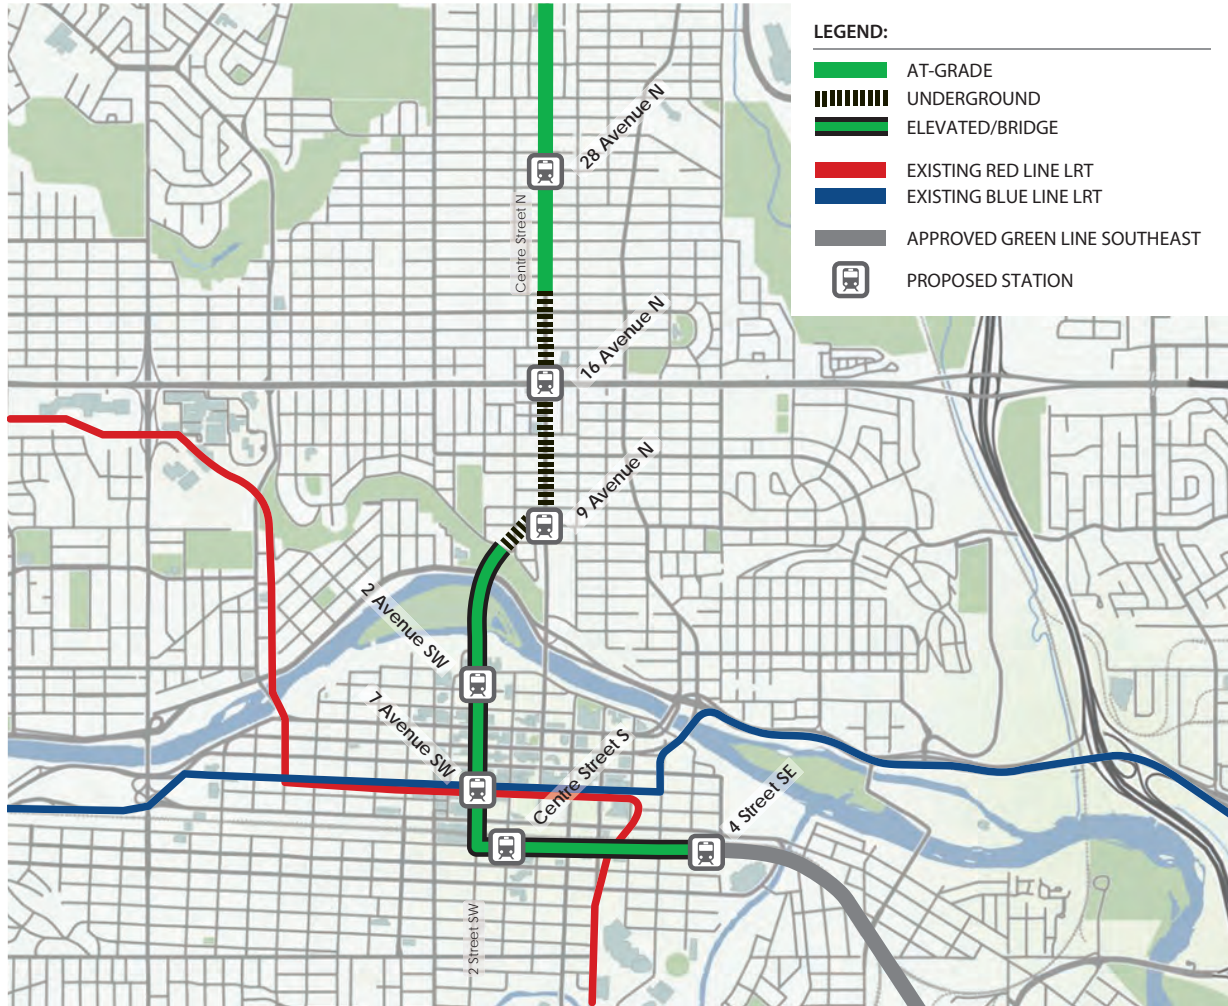 LEGEND:
AT-GRADE
UNDERGROUND
ELEVATED/BRIDGE
EXISTING RED LINE LRT
EXISTING BLUE LINE LRT
APPROVED GREEN LINE SOUTHEAST
PROPOSED STATION
28 Avenue N
Centre Street N
16 Avenue N
9 Avenue N
2 Avenue SW
7 Avenue SW
Centre Street S
4 Street SE
2 Street SW